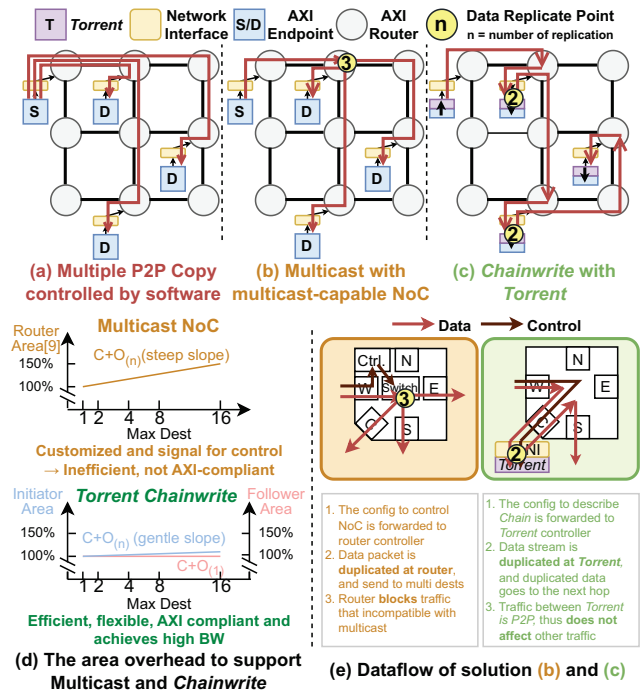 T Torrent
Network Interface
S/D AXI Endpoint
AXI Router
n Data Replicate Point
n = number of replication
S
D
D
D
3
S
D
D
D
2
2
(a) Multiple P2P Copy
controlled by software
(b) Multicast with
multicast-capable NoC
(c) Chainwrite with
Torrent
Multicast NoC
Router
Area[9]
150%
100%
C+O(n)(steep slope)
1 2 4 8 16
Max Dest
Customized and signal for control
→ Inefficient, not AXI-compliant
Torrent Chainwrite
Initiator
Area
Follower
Area
150%
100%
C+O(n) (gentle slope)
C+O(1)
150%
100%
1 2 4 8 16
Max Dest
Efficient, flexible, AXI compliant and
achieves high BW
(d) The area overhead to support
Multicast and Chainwrite
Data
Control
Ctrl.
N
W
Switch
E
3
S
N
W
E
S
2
NI
Torrent
1. The config to control
NoC is forwarded to
router controller
2. Data packet is
duplicated at router,
and send to multi dests
3. Router blocks traffic
that incompatible with
multicast
1. The config to describe
Chain is forwarded to
Torrent controller
2. Data stream is
duplicated at Torrent,
and duplicated data
goes to the next hop
3. Traffic between Torrent
is P2P, thus does not
affect other traffic
(e) Dataflow of solution (b) and (c)